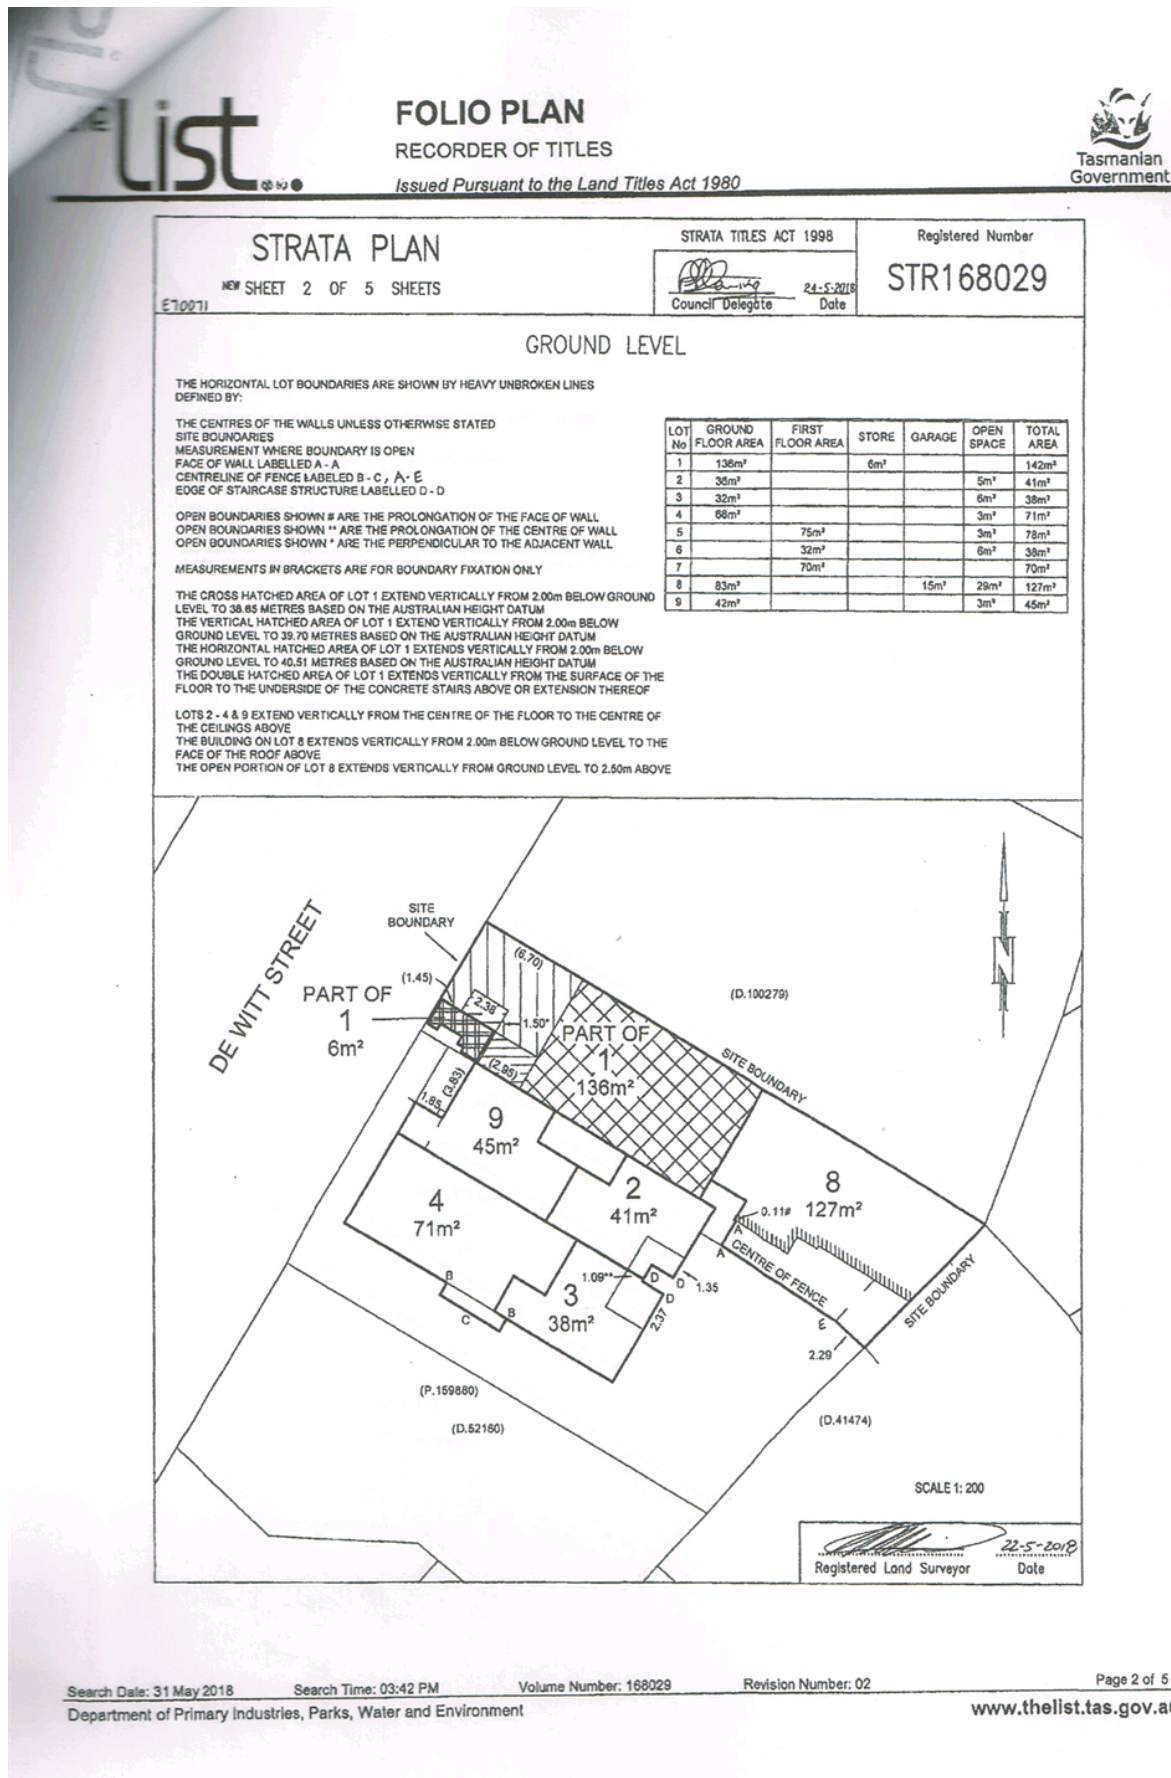 the List.
FOLIO PLAN
RECORDER OF TITLES
Issued Pursuant to the Land Titles Act 1980
Tasmanian
Government
STRATA PLAN
NEW SHEET 2 OF 5 SHEETS
E70071
STRATA TITLES ACT 1998
24-5-2018
Council Delegate Date
Registered Number
STR168029
GROUND LEVEL
THE HORIZONTAL LOT BOUNDARIES ARE SHOWN BY HEAVY UNBROKEN LINES
DEFINED BY:
THE CENTRES OF THE WALLS UNLESS OTHERWISE STATED
SITE BOUNDARIES
MEASUREMENT WHERE BOUNDARY IS OPEN
FACE OF WALL LABELLED A - A
CENTRELINE OF FENCE LABELED B - C, A-E
EDGE OF STAIRCASE STRUCTURE LABELLED D - D
OPEN BOUNDARIES SHOWN # ARE THE PROLONGATION OF THE FACE OF WALL
OPEN BOUNDARIES SHOWN ** ARE THE PROLONGATION OF THE CENTRE OF WALL
OPEN BOUNDARIES SHOWN * ARE THE PERPENDICULAR TO THE ADJACENT WALL
MEASUREMENTS IN BRACKETS ARE FOR BOUNDARY FIXATION ONLY
THE CROSS HATCHED AREA OF LOT 1 EXTEND VERTICALLY FROM 2.00m BELOW GROUND
LEVEL TO 38.65 METRES BASED ON THE AUSTRALIAN HEIGHT DATUM
THE VERTICAL HATCHED AREA OF LOT 1 EXTEND VERTICALLY FROM 2.00m BELOW
GROUND LEVEL TO 39.70 METRES BASED ON THE AUSTRALIAN HEIGHT DATUM
THE HORIZONTAL HATCHED AREA OF LOT 1 EXTENDS VERTICALLY FROM 2.00m BELOW
GROUND LEVEL TO 40.51 METRES BASED ON THE AUSTRALIAN HEIGHT DATUM
THE DOUBLE HATCHED AREA OF LOT 1 EXTENDS VERTICALLY FROM THE SURFACE OF THE
FLOOR TO THE UNDERSIDE OF THE CONCRETE STAIRS ABOVE OR EXTENSION THEREOF
LOTS 2 - 4 & 9 EXTEND VERTICALLY FROM THE CENTRE OF THE FLOOR TO THE CENTRE OF
THE CEILINGS ABOVE
THE BUILDING ON LOT 8 EXTENDS VERTICALLY FROM 2.00m BELOW GROUND LEVEL TO THE
FACE OF THE ROOF ABOVE
THE OPEN PORTION OF LOT 8 EXTENDS VERTICALLY FROM GROUND LEVEL TO 2.50m ABOVE
LOT No GROUND FLOOR AREA FIRST FLOOR AREA STORE GARAGE OPEN SPACE TOTAL AREA
1 136m² 6m² 142m²
2 36m² 5m² 41m²
3 32m² 6m² 38m²
4 68m² 3m² 71m²
5 75m² 3m² 78m²
6 32m² 6m² 38m²
7 70m² 70m²
8 83m² 15m² 29m² 127m²
9 42m² 3m² 45m²
DE WITT STREET
SITE
BOUNDARY
(1.45)
(6.70)
PART OF
1
6m²
2.38
1.50*
PART OF
1
136m²
(D.100279)
N
SITE BOUNDARY
(2.95)
(3.83)
1.85
9
45m²
2
41m²
8
127m²
0.11#
A
A
4
71m²
CENTRE OF FENCE
1.09**
D
D
D
1.35
3
38m²
2.37
B
C
B
E
2.29
SITE BOUNDARY
(P.159880)
(D.52160)
(D.41474)
SCALE 1: 200
22-5-2018
Registered Land Surveyor Date
Search Date: 31 May 2018 Search Time: 03:42 PM Volume Number: 168029 Revision Number: 02 Page 2 of 5
Department of Primary Industries, Parks, Water and Environment www.thelist.tas.gov.au